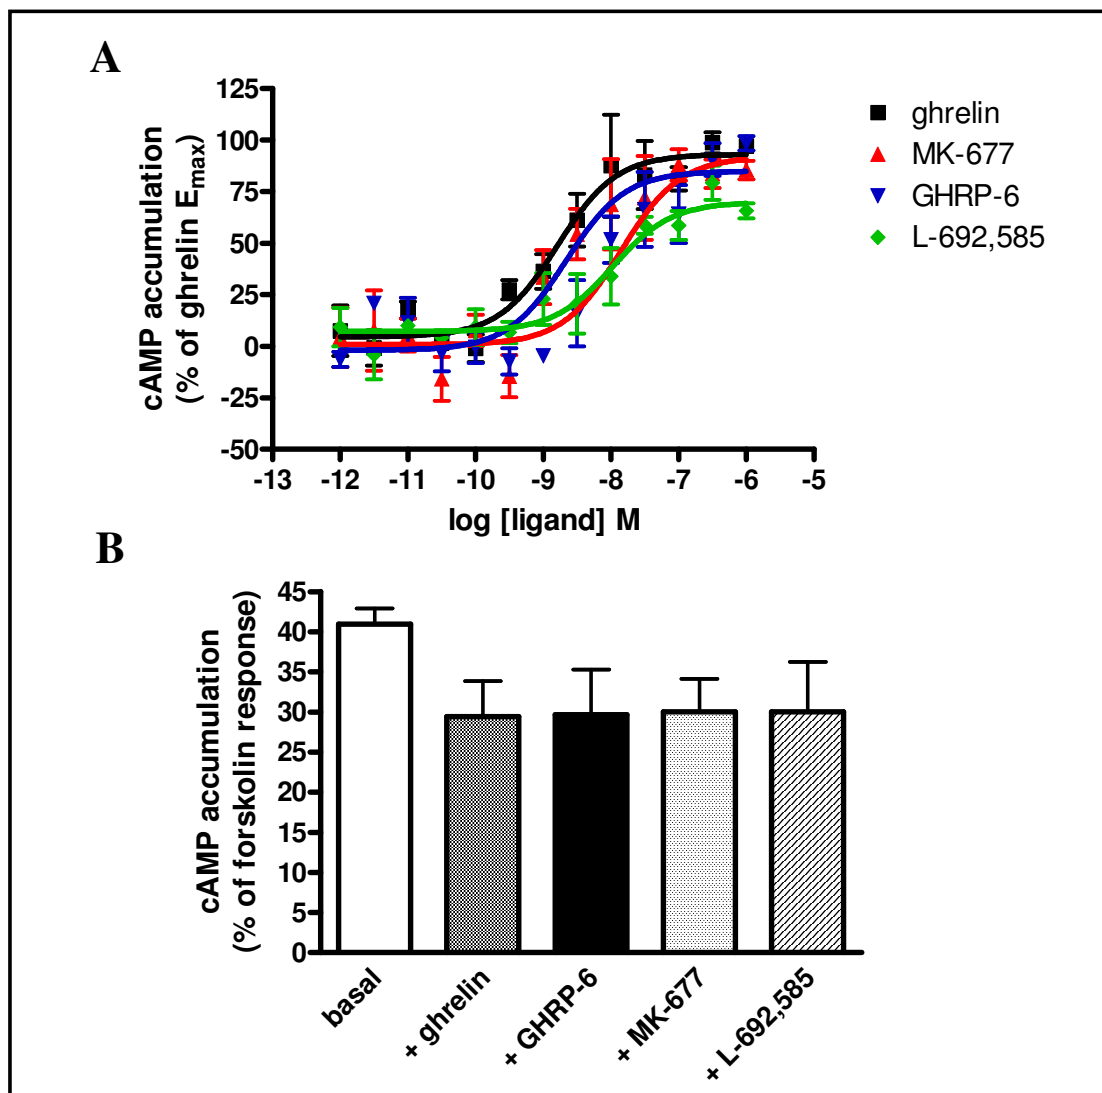 A
cAMP accumulation
(% of ghrelin Emax)
125
100
75
50
25
0
-25
-50
-13 -12 -11 -10 -9 -8 -7 -6 -5
log [ligand] M
ghrelin
MK-677
GHRP-6
L-692,585
B
cAMP accumulation
(% of forskolin response)
45
40
35
30
25
20
15
10
5
0
basal
+ ghrelin
+ GHRP-6
+ MK-677
+ L-692,585